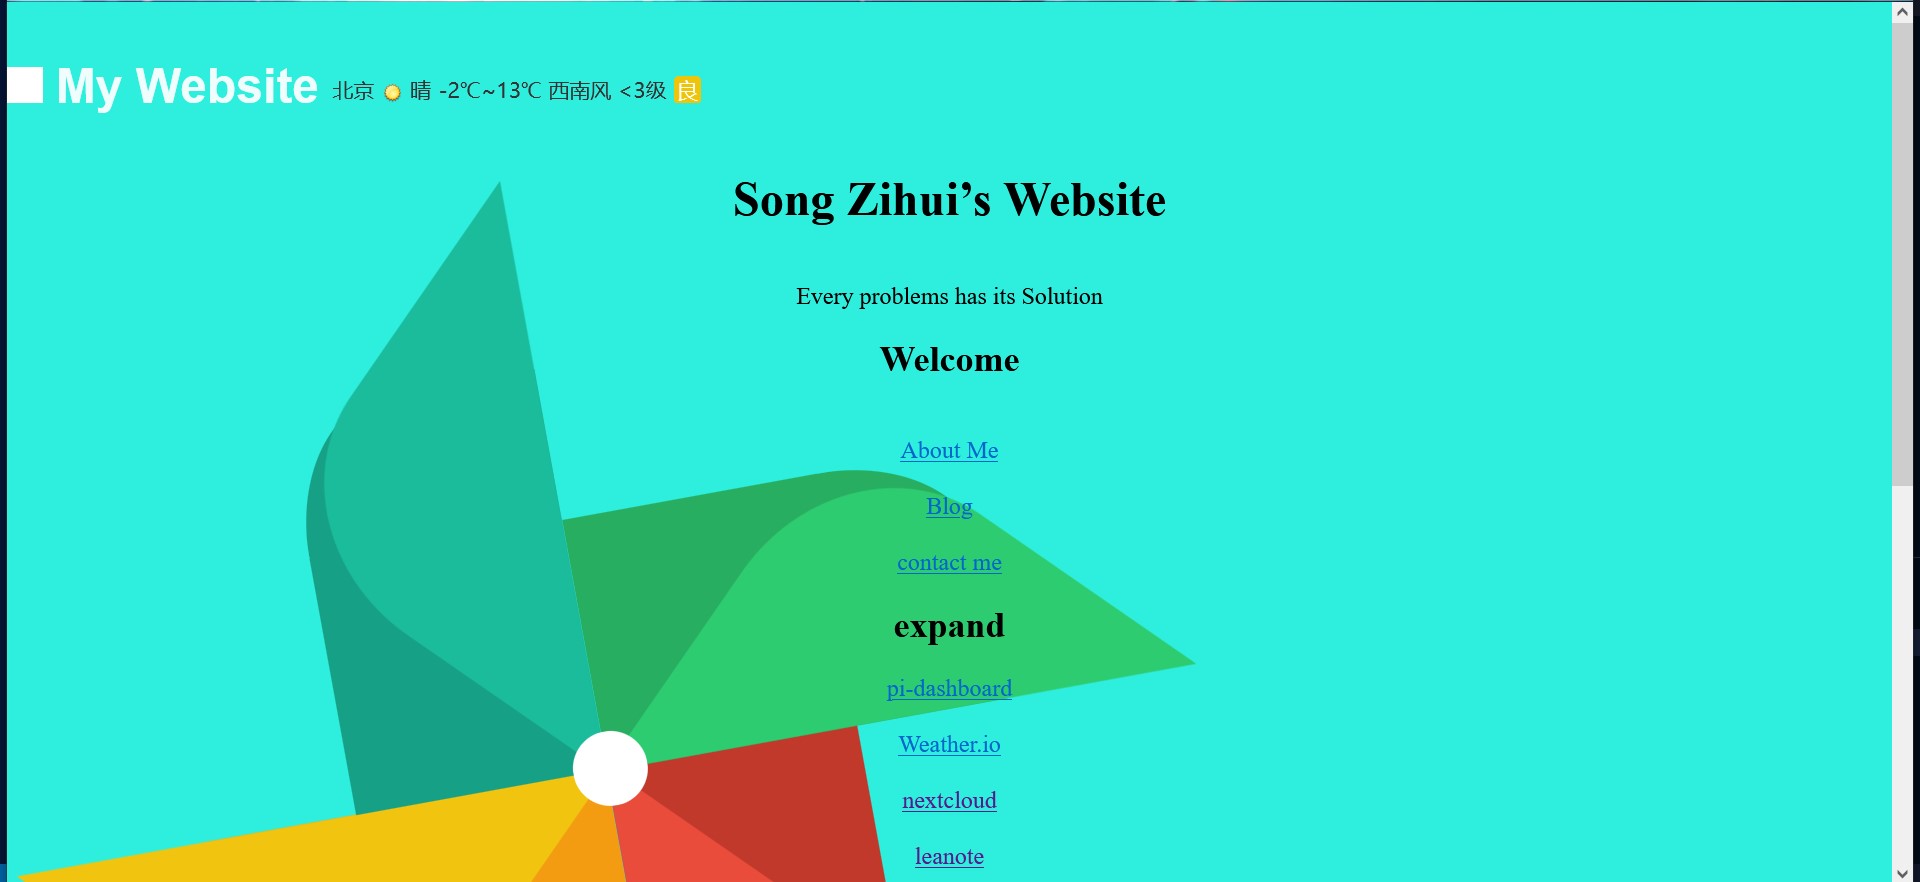 My Website 北京 晴 -2℃~13℃ 西南风 <3级 良
Song Zihui’s Website
Every problems has its Solution
Welcome
About Me
Blog
contact me
expand
pi-dashboard
Weather.io
nextcloud
leanote